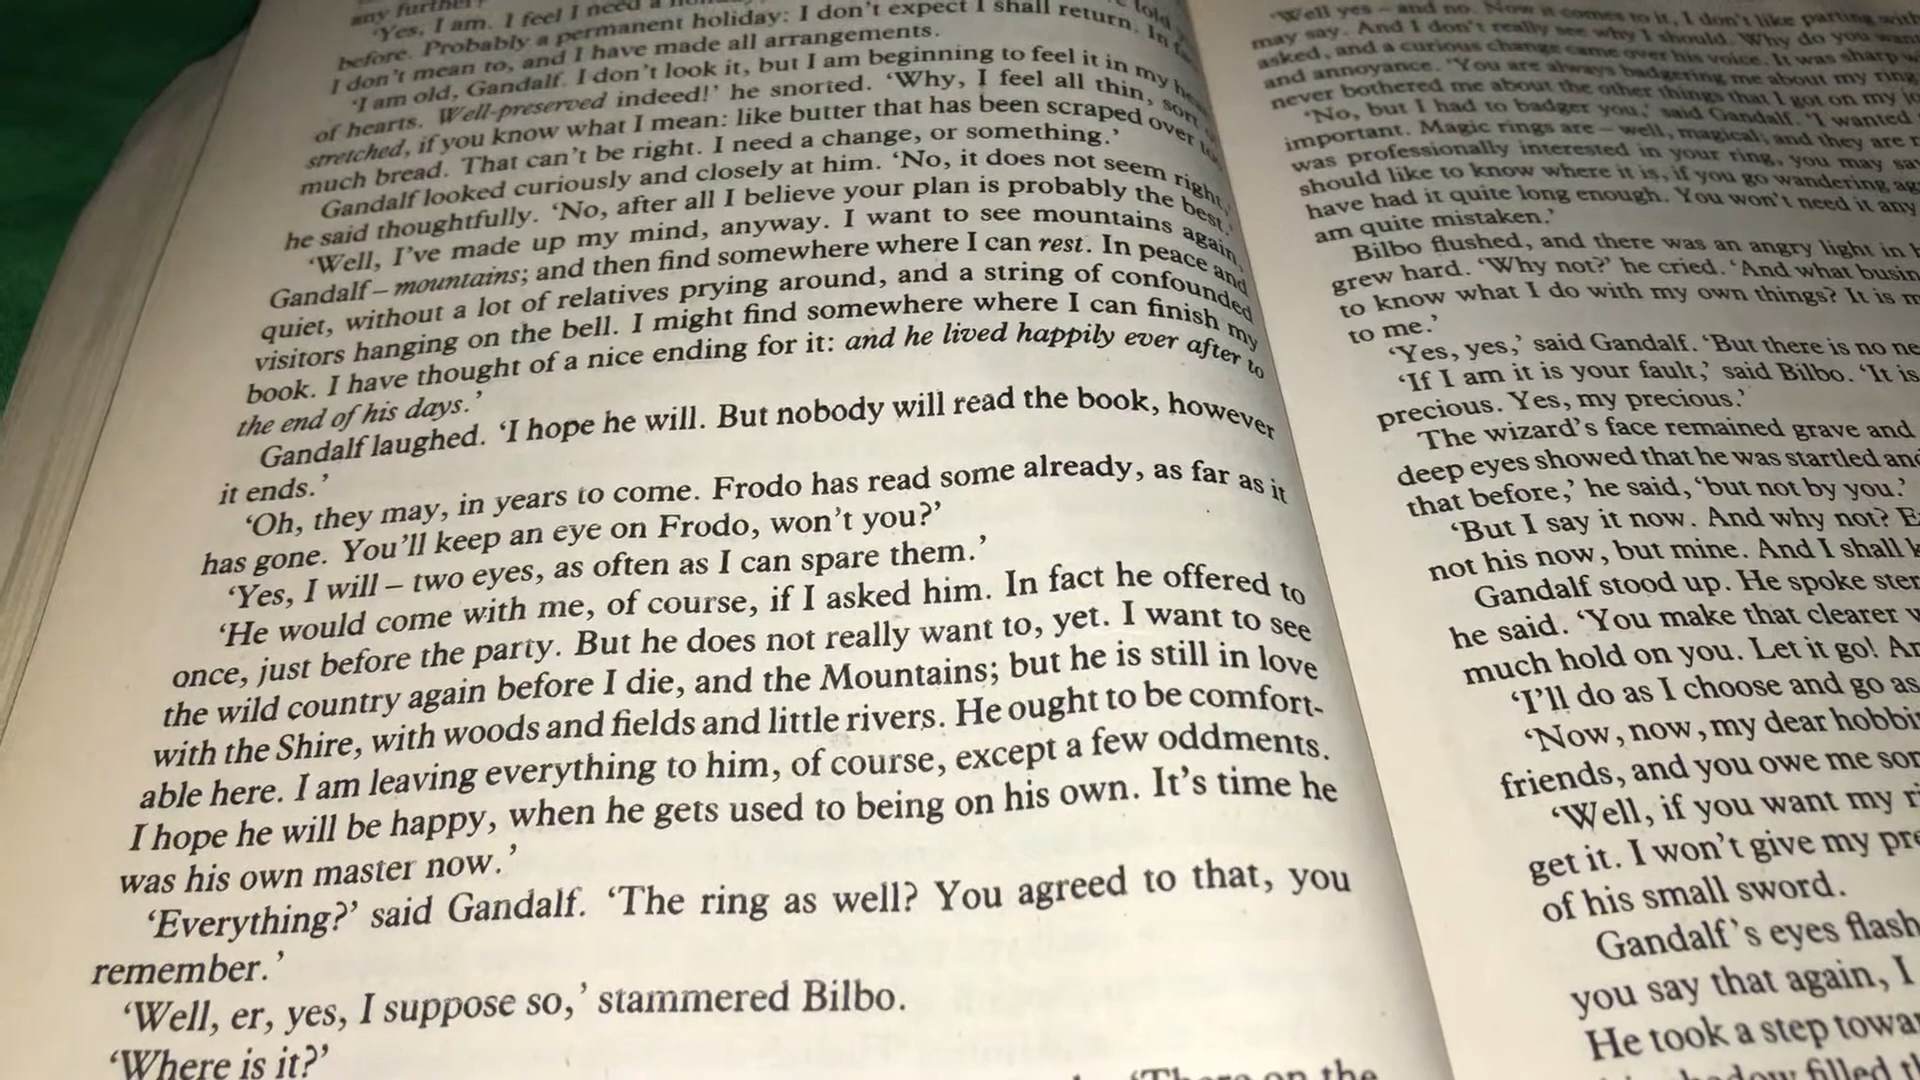 any further
'Yes, I am. I feel I need a
before. Probably a permanent holiday: I don't expect I shall return. In
I don't mean to, and I have made all arrangements.
'I am old, Gandalf. I don't look it, but I am beginning to feel it in my
of hearts. Well-preserved indeed!' he snorted. 'Why, I feel all thin, sort
stretched, if you know what I mean: like butter that has been scraped over
much bread. That can't be right. I need a change, or something.'
Gandalf looked curiously and closely at him. 'No, it does not seem right,'
he said thoughtfully. 'No, after all I believe your plan is probably the best.'
'Well, I've made up my mind, anyway. I want to see mountains again,
Gandalf – mountains; and then find somewhere where I can rest. In peace and
quiet, without a lot of relatives prying around, and a string of confounded
visitors hanging on the bell. I might find somewhere where I can finish my
book. I have thought of a nice ending for it: and he lived happily ever after to
the end of his days.'
Gandalf laughed. 'I hope he will. But nobody will read the book, however
it ends.'
'Oh, they may, in years to come. Frodo has read some already, as far as it
has gone. You'll keep an eye on Frodo, won't you?'
'Yes, I will – two eyes, as often as I can spare them.'
'He would come with me, of course, if I asked him. In fact he offered to
once, just before the party. But he does not really want to, yet. I want to see
the wild country again before I die, and the Mountains; but he is still in love
with the Shire, with woods and fields and little rivers. He ought to be comfort-
able here. I am leaving everything to him, of course, except a few oddments.
I hope he will be happy, when he gets used to being on his own. It's time he
was his own master now.'
'Everything?' said Gandalf. 'The ring as well? You agreed to that, you
remember.'
'Well, er, yes, I suppose so,' stammered Bilbo.
'Where is it?'
'There on the
'Well yes – and no. Now it comes to it, I don't like parting with
may say. And I don't really see why I should. Why do you want
asked, and a curious change came over his voice. It was sharp
and annoyance. 'You are always badgering me about my ring
never bothered me about the other things that I got on my
'No, but I had to badger you,' said Gandalf. 'I wanted
important. Magic rings are – well, magical; and they are
was professionally interested in your ring, you may say
should like to know where it is, if you go wandering
have had it quite long enough. You won't need it any
am quite mistaken.'
Bilbo flushed, and there was an angry light in
grew hard. 'Why not?' he cried. 'And what
to know what I do with my own things? It is
to me.'
'Yes, yes,' said Gandalf. 'But there is no
'If I am it is your fault,' said Bilbo. 'It is
precious. Yes, my precious.'
The wizard's face remained grave and
deep eyes showed that he was startled and
that before,' he said, 'but not by you.'
'But I say it now. And why not?
not his now, but mine. And I shall
Gandalf stood up. He spoke
he said. 'You make that clearer
much hold on you. Let it go!
'I'll do as I choose and go as
'Now, now, my dear
friends, and you owe me
'Well, if you want my
get it. I won't give my
of his small sword.
Gandalf's eyes
you say that again, I
He took a step
filled